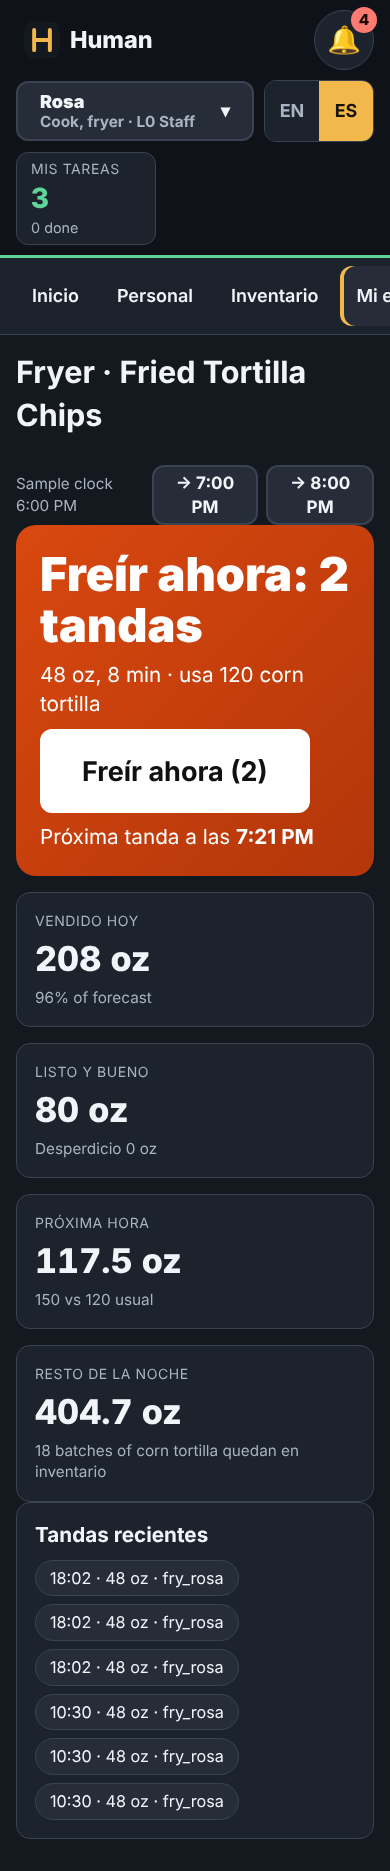 Human
4
Rosa
Cook, fryer · L0 Staff
EN
ES
MIS TAREAS
3
0 done
Inicio
Personal
Inventario
Mi e
Fryer · Fried Tortilla
Chips
Sample clock
6:00 PM
→ 7:00
PM
→ 8:00
PM
Freír ahora: 2
tandas
48 oz, 8 min · usa 120 corn
tortilla
Freír ahora (2)
Próxima tanda a las 7:21 PM
VENDIDO HOY
208 oz
96% of forecast
LISTO Y BUENO
80 oz
Desperdicio 0 oz
PRÓXIMA HORA
117.5 oz
150 vs 120 usual
RESTO DE LA NOCHE
404.7 oz
18 batches of corn tortilla quedan en
inventario
Tandas recientes
18:02 · 48 oz · fry_rosa
18:02 · 48 oz · fry_rosa
18:02 · 48 oz · fry_rosa
10:30 · 48 oz · fry_rosa
10:30 · 48 oz · fry_rosa
10:30 · 48 oz · fry_rosa